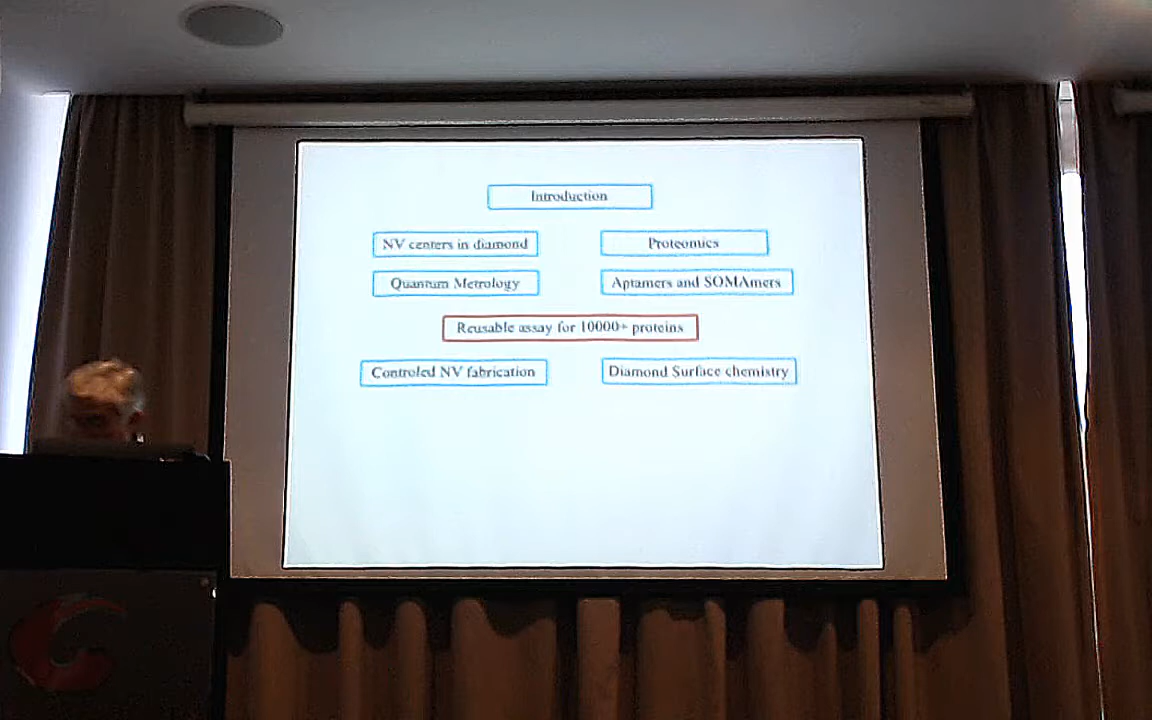 Introduction
NV centers in diamond
Proteomics
Quantum Metrology
Aptamers and SOMAmers
Reusable assay for 10000+ proteins
Controled NV fabrication
Diamond Surface chemistry